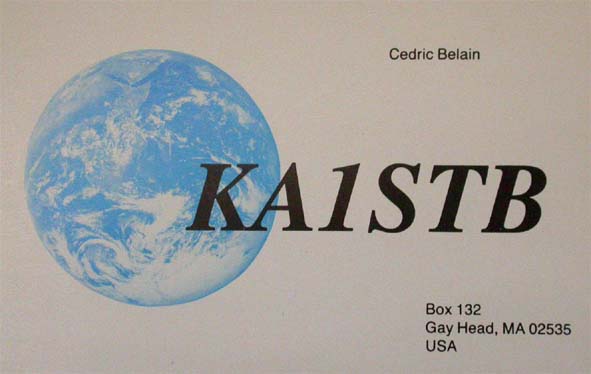 Cedric Belain
KA1STB
Box 132
Gay Head, MA 02535
USA